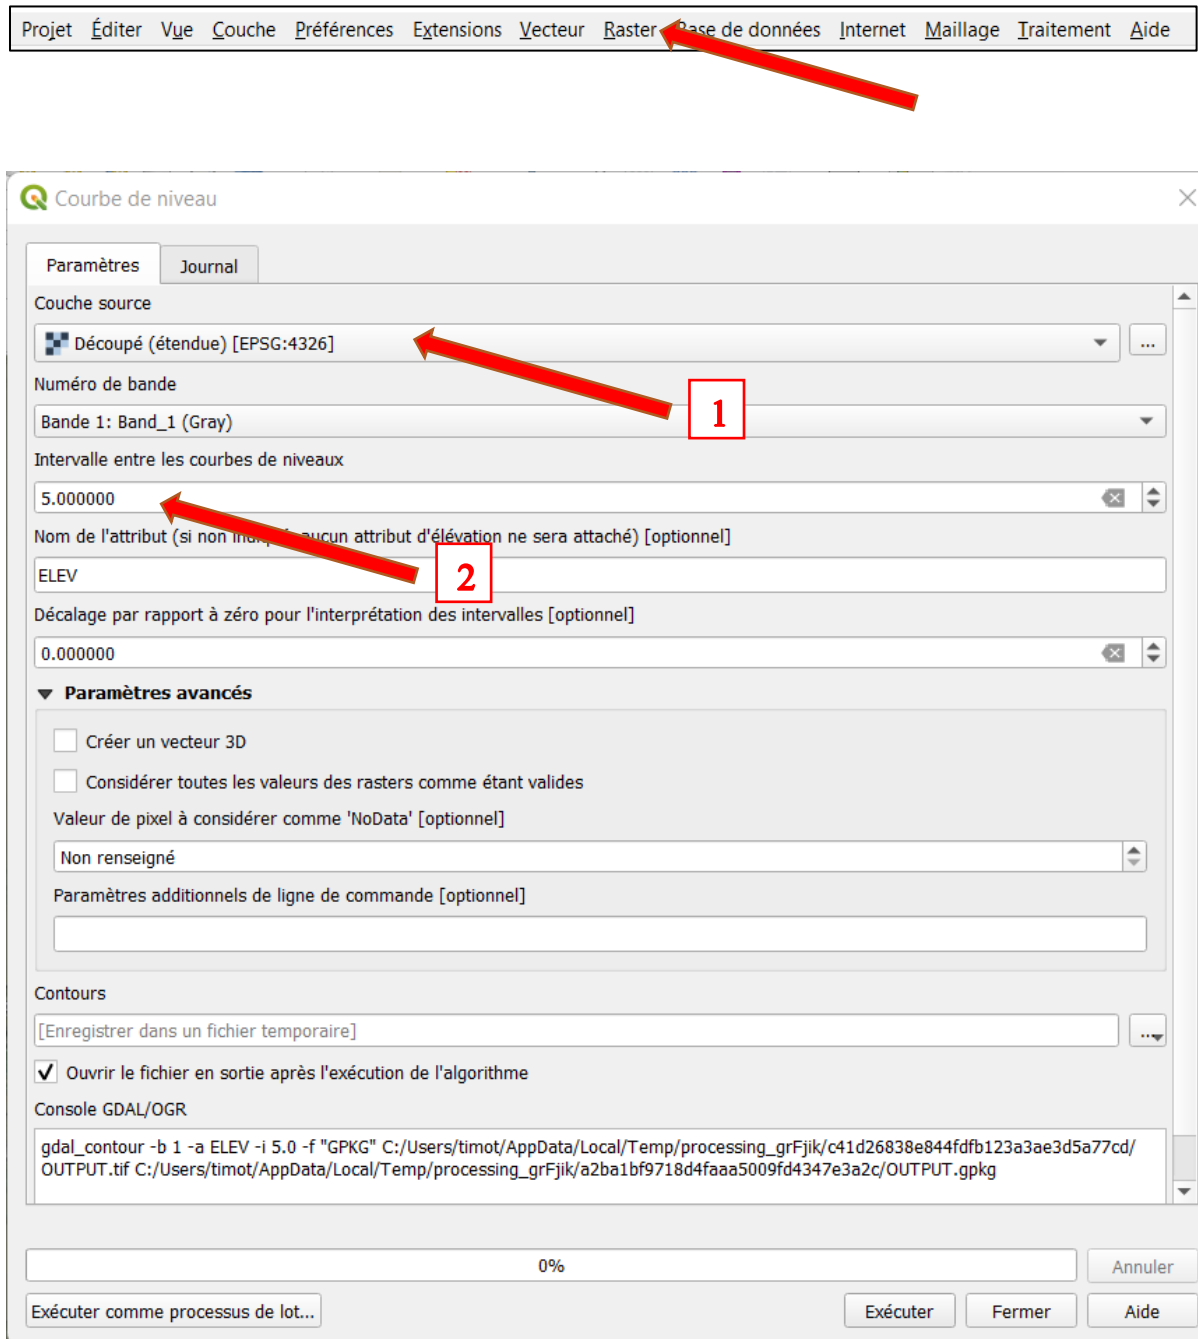 Projet Éditer Vue Couche Préférences Extensions Vecteur Raster Base de données Internet Maillage Traitement Aide
Courbe de niveau
Paramètres Journal
Couche source
Découpé (étendue) [EPSG:4326] ...
1
Numéro de bande
Bande 1: Band_1 (Gray)
Intervalle entre les courbes de niveaux
5.000000
Nom de l'attribut (si non indiqué, aucun attribut d'élévation ne sera attaché) [optionnel]
2
ELEV
Décalage par rapport à zéro pour l'interprétation des intervalles [optionnel]
0.000000
Paramètres avancés
Créer un vecteur 3D
Considérer toutes les valeurs des rasters comme étant valides
Valeur de pixel à considérer comme 'NoData' [optionnel]
Non renseigné
Paramètres additionnels de ligne de commande [optionnel]
Contours
[Enregistrer dans un fichier temporaire] ...
Ouvrir le fichier en sortie après l'exécution de l'algorithme
Console GDAL/OGR
gdal_contour -b 1 -a ELEV -i 5.0 -f "GPKG" C:/Users/timot/AppData/Local/Temp/processing_grFjik/c41d26838e844fdfb123a3ae3d5a77cd/
OUTPUT.tif C:/Users/timot/AppData/Local/Temp/processing_grFjik/a2ba1bf9718d4faaa5009fd4347e3a2c/OUTPUT.gpkg
0% Annuler
Exécuter comme processus de lot... Exécuter Fermer Aide